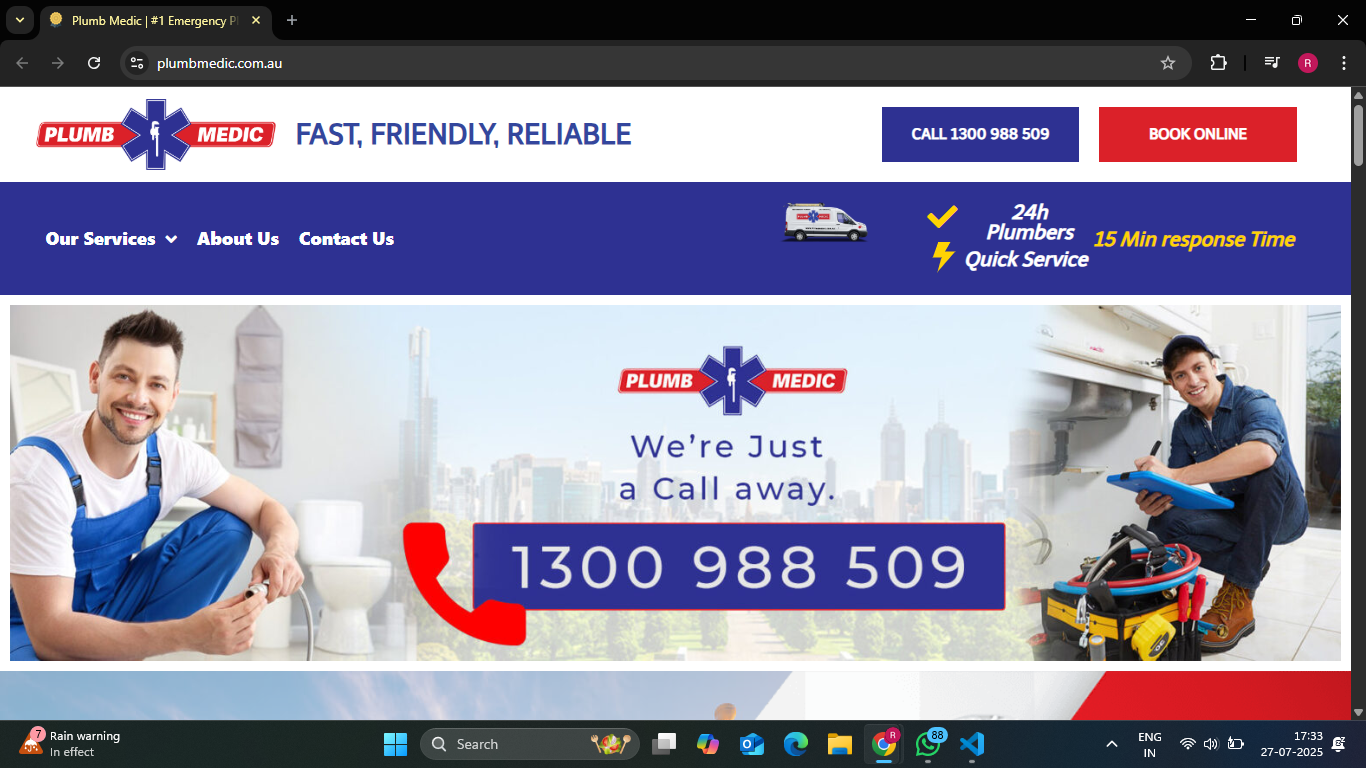 Plumb Medic | #1 Emergency Pl
plumbmedic.com.au
R
PLUMB MEDIC
FAST, FRIENDLY, RELIABLE
CALL 1300 988 509
BOOK ONLINE
Our Services
About Us
Contact Us
24h
Plumbers
Quick Service
15 Min response Time
PLUMB MEDIC
We're Just
a Call away.
1300 988 509
7
Rain warning
In effect
Search
R
88
ENG
IN
17:33
27-07-2025